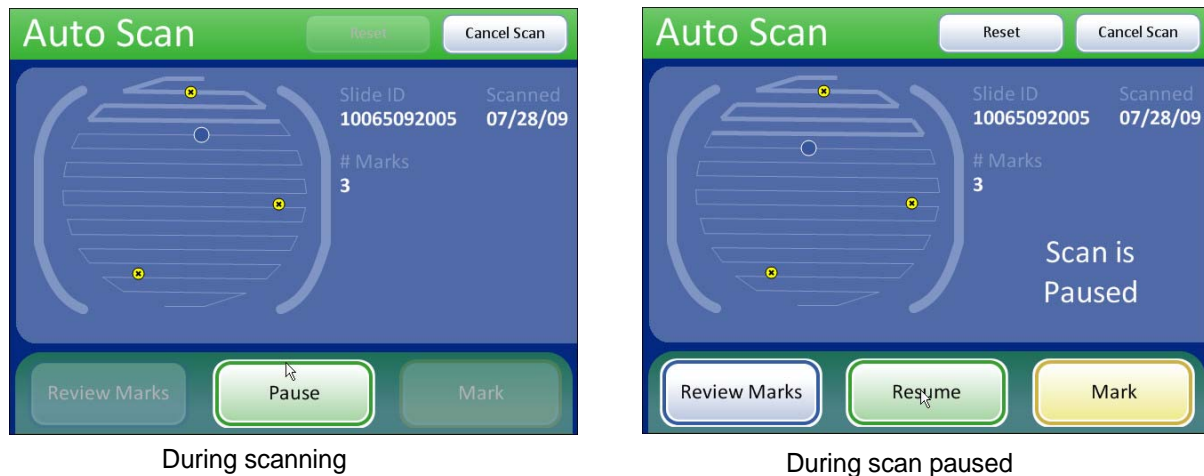 Auto Scan
Reset
Cancel Scan
Slide ID
Scanned
10065092005
07/28/09
# Marks
3
Review Marks
Pause
Mark
During scanning
Auto Scan
Reset
Cancel Scan
Slide ID
Scanned
10065092005
07/28/09
# Marks
3
Scan is
Paused
Review Marks
Resume
Mark
During scan paused